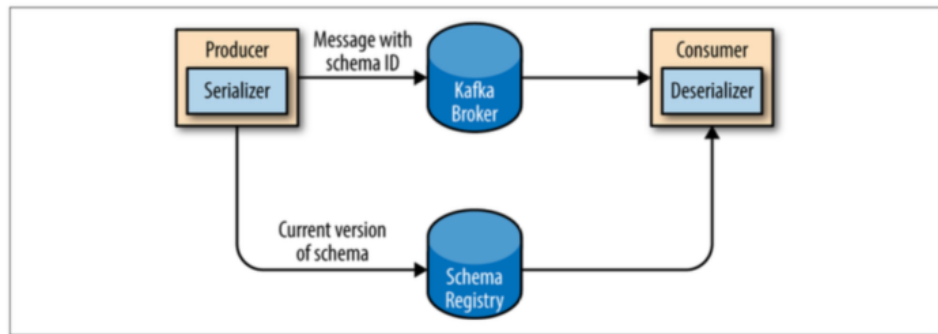 Producer
Serializer
Message with
schema ID
Kafka
Broker
Consumer
Deserializer
Current version
of schema
Schema
Registry